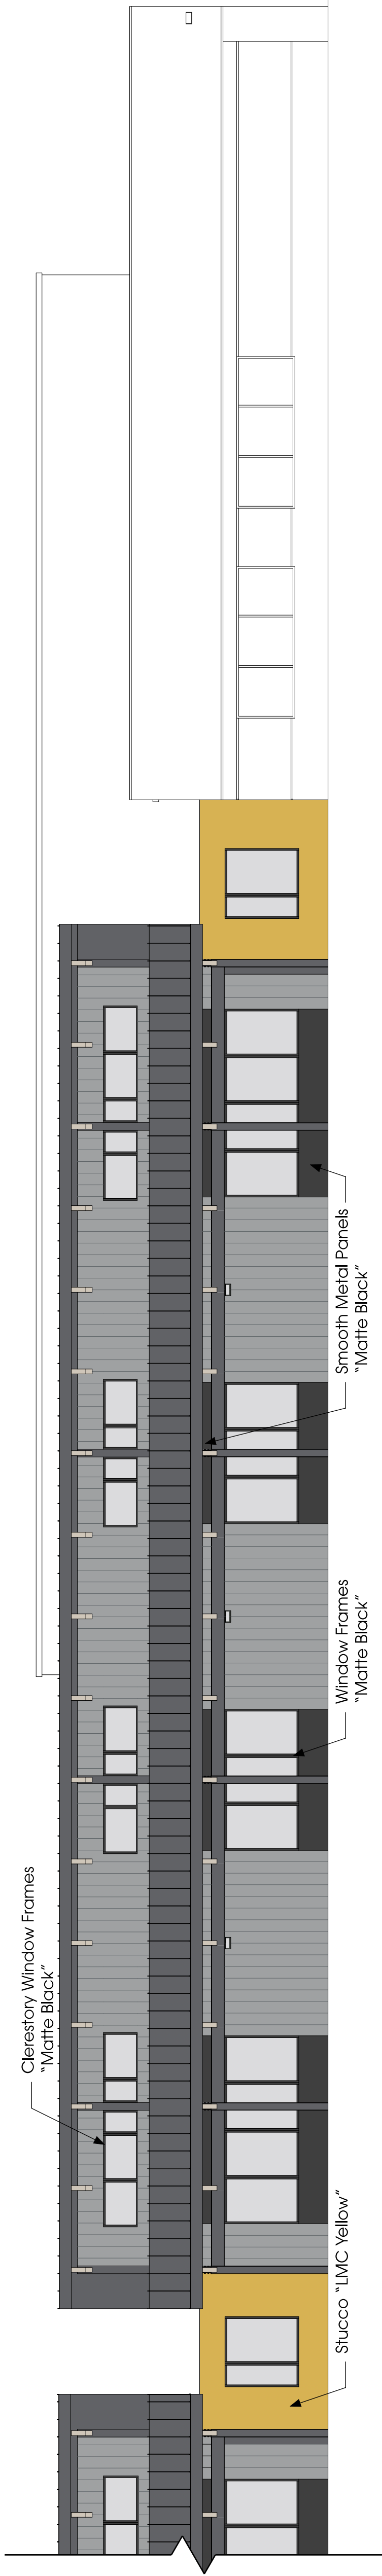 Clerestory Window Frames
“Matte Black”
Stucco “LMC Yellow”
Window Frames
“Matte Black”
Smooth Metal Panels
“Matte Black”